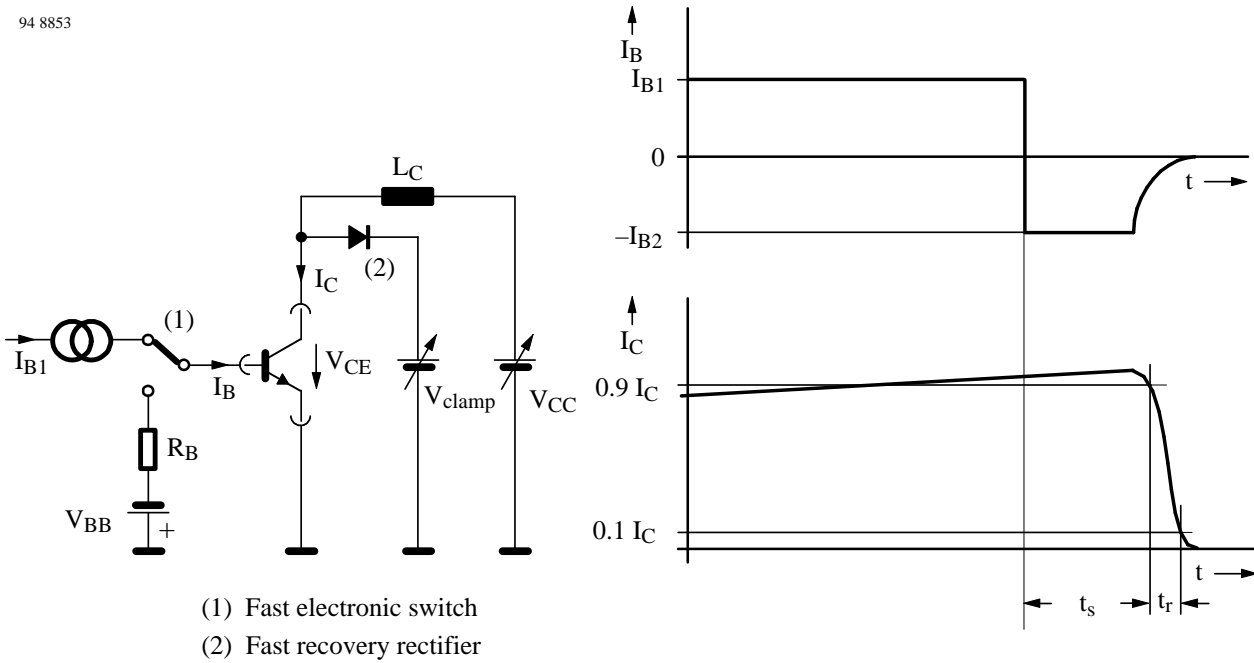 94 8853
I_B
I_B1
0
t
–I_B2
L_C
(2)
I_C
(1)
I_B1
I_B
V_CE
V_clamp
V_CC
R_B
V_BB
+
I_C
0.9 I_C
0.1 I_C
t
t_s
t_r
(1) Fast electronic switch
(2) Fast recovery rectifier